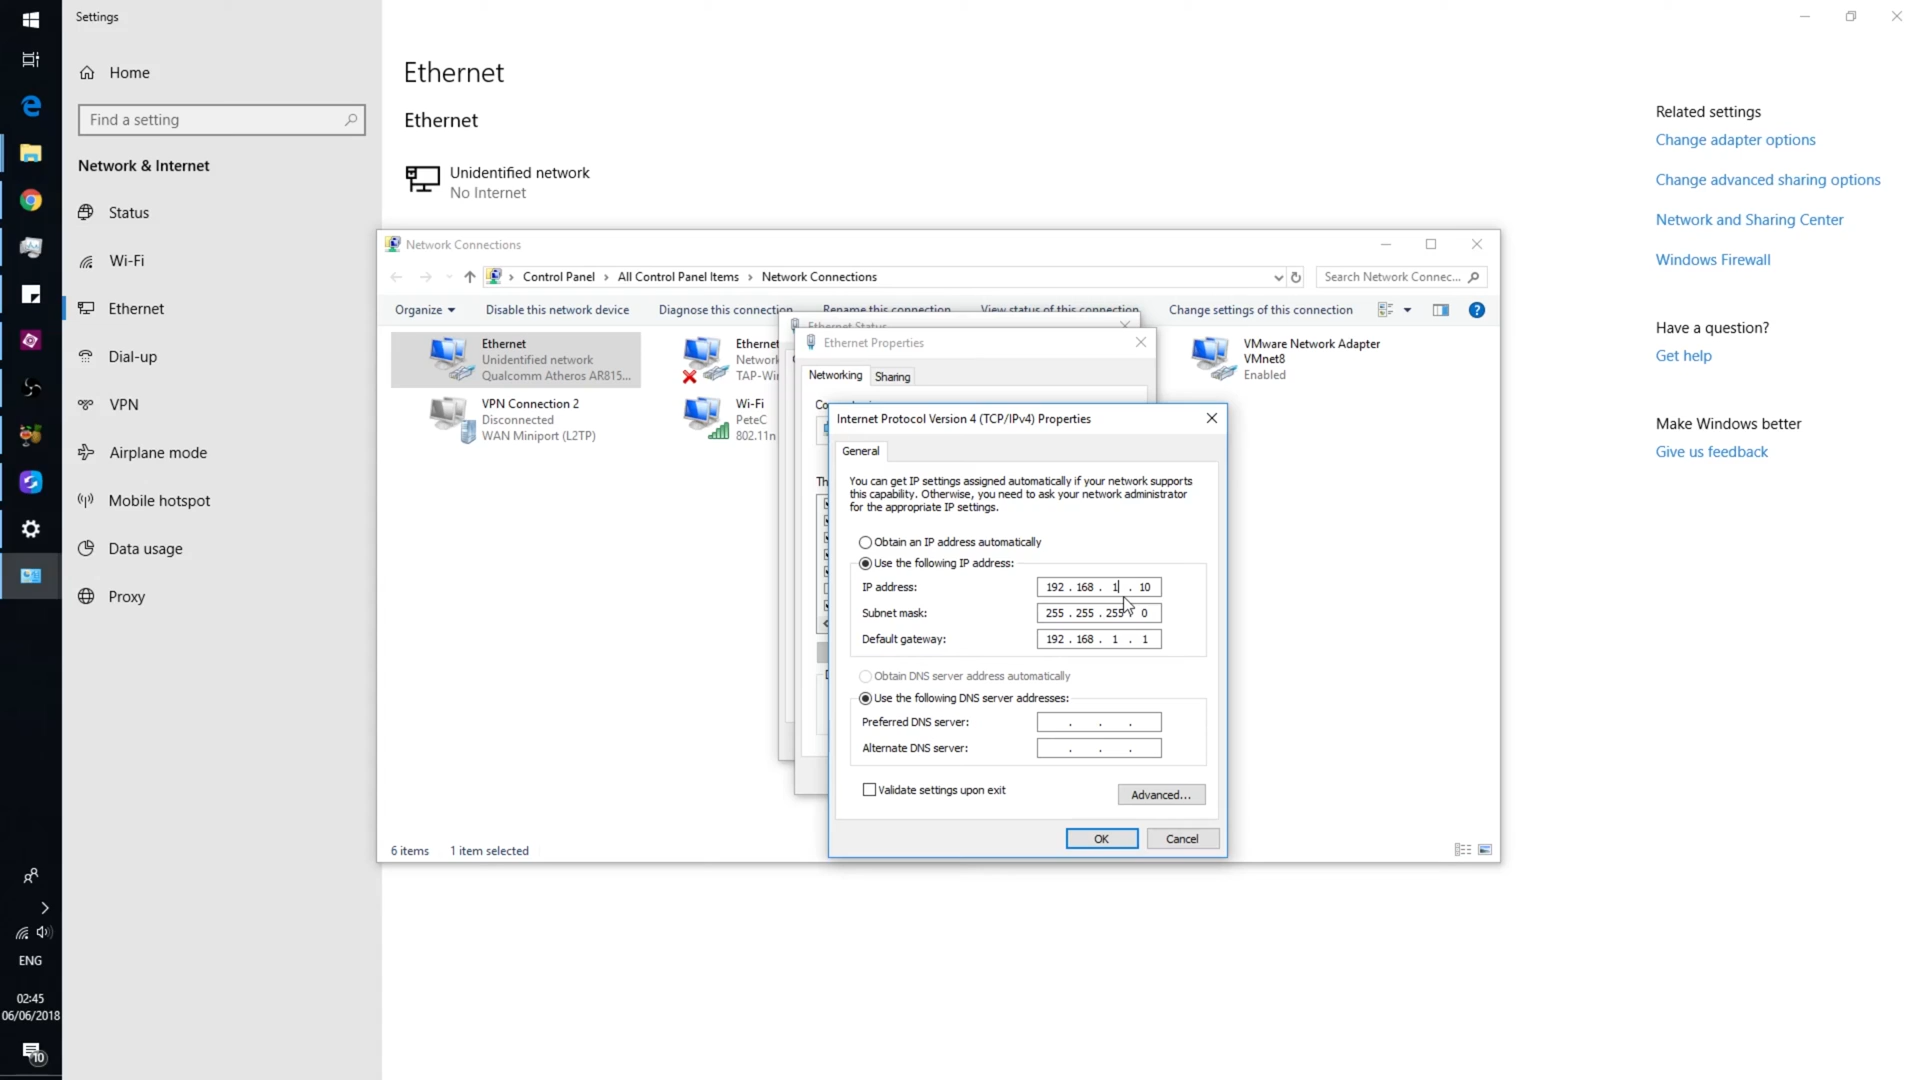 Settings
Home
Find a setting
Network & Internet
Status
Wi-Fi
Ethernet
Dial-up
VPN
Airplane mode
Mobile hotspot
Data usage
Proxy
ENG
02:45
06/06/2018
10
Ethernet
Ethernet
Unidentified network
No Internet
Related settings
Change adapter options
Change advanced sharing options
Network and Sharing Center
Windows Firewall
Have a question?
Get help
Make Windows better
Give us feedback
Network Connections
Control Panel > All Control Panel Items > Network Connections
Search Network Connec...
Organize Disable this network device Diagnose this connection Rename this connection View status of this connection Change settings of this connection
Ethernet
Unidentified network
Qualcomm Atheros AR815...
Ethernet
VMware Network Adapter
VMnet8
Enabled
VPN Connection 2
Disconnected
WAN Miniport (L2TP)
Wi-Fi
PeteC
802.11n
6 items 1 item selected
Ethernet Status
Ethernet Properties
Networking Sharing
Internet Protocol Version 4 (TCP/IPv4) Properties
General
You can get IP settings assigned automatically if your network supports
this capability. Otherwise, you need to ask your network administrator
for the appropriate IP settings.
Obtain an IP address automatically
Use the following IP address:
IP address: 192 . 168 . 1 . 10
Subnet mask: 255 . 255 . 255 . 0
Default gateway: 192 . 168 . 1 . 1
Obtain DNS server address automatically
Use the following DNS server addresses:
Preferred DNS server: . . .
Alternate DNS server: . . .
Validate settings upon exit
Advanced...
OK Cancel